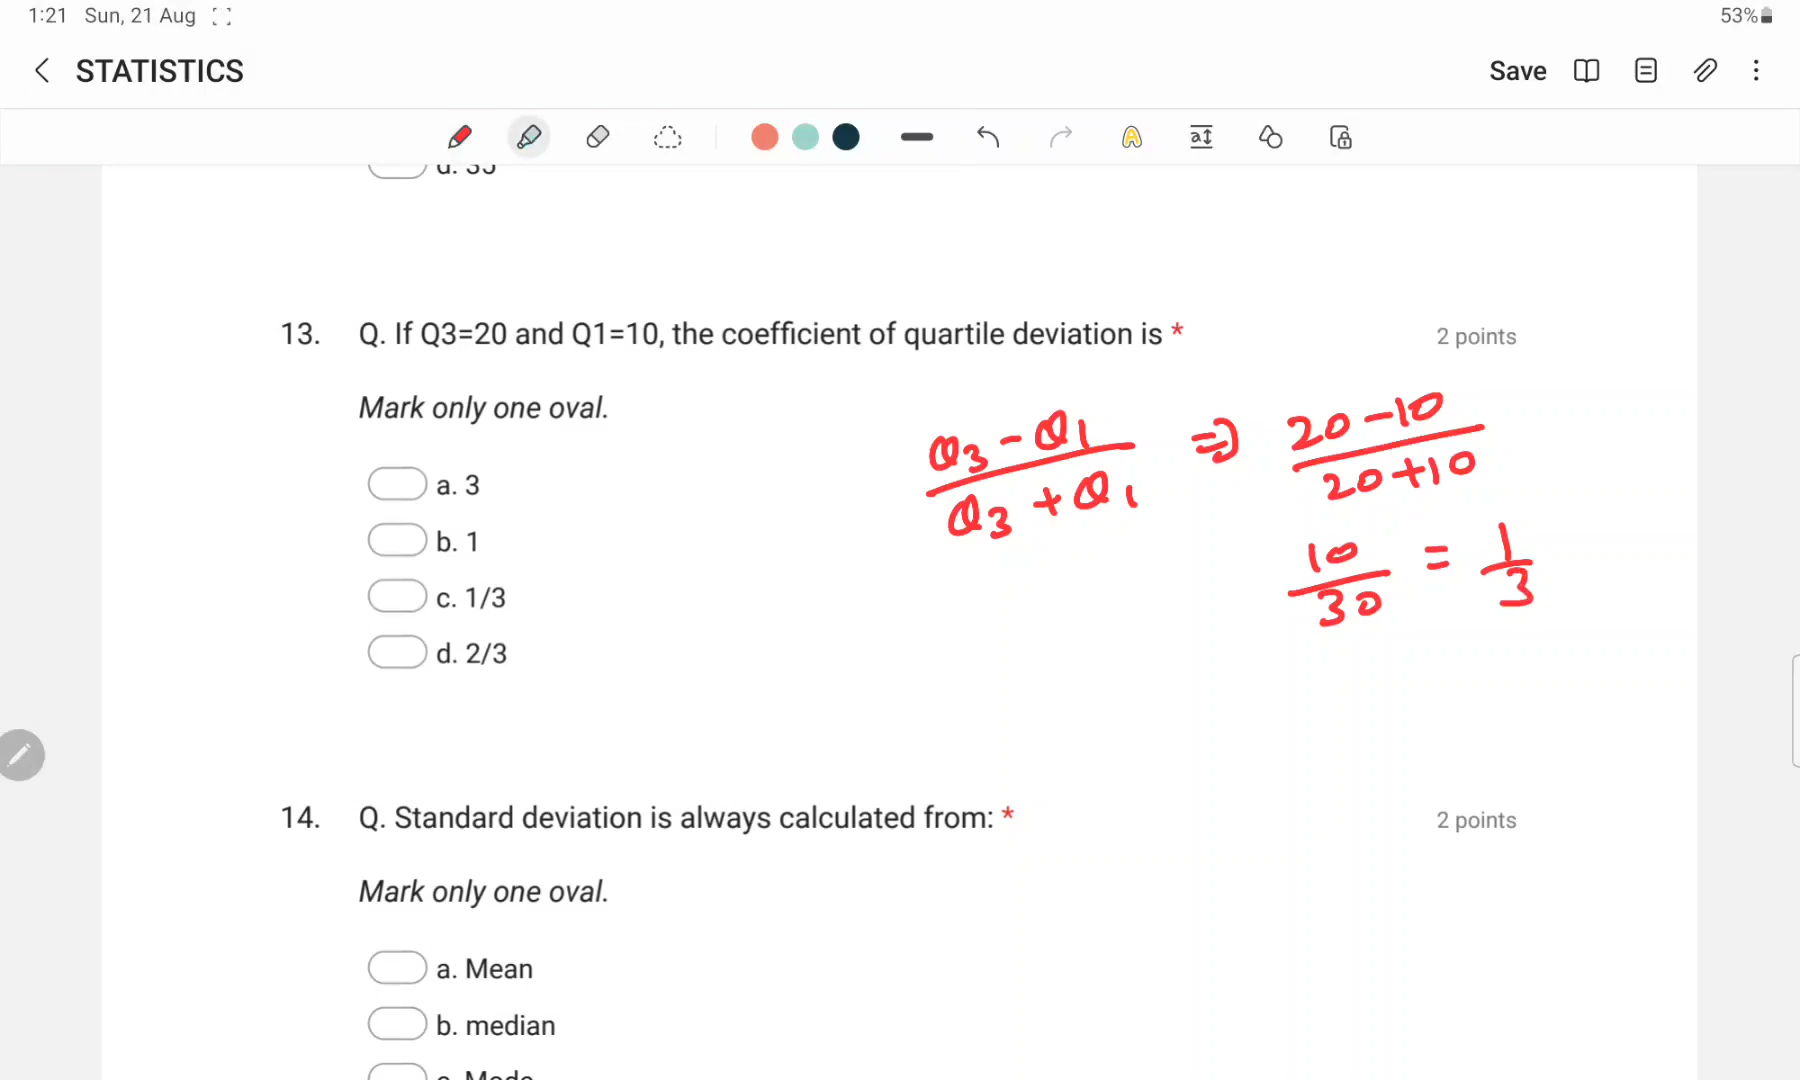 1:21 Sun, 21 Aug 53%
STATISTICS Save
d. 35
13. Q. If Q3=20 and Q1=10, the coefficient of quartile deviation is * 2 points
Mark only one oval.
Q3 - Q1 / Q3 + Q1 ⇒ 20-10 / 20+10
10/30 = 1/3
a. 3
b. 1
c. 1/3
d. 2/3
14. Q. Standard deviation is always calculated from: * 2 points
Mark only one oval.
a. Mean
b. median
c. Mode